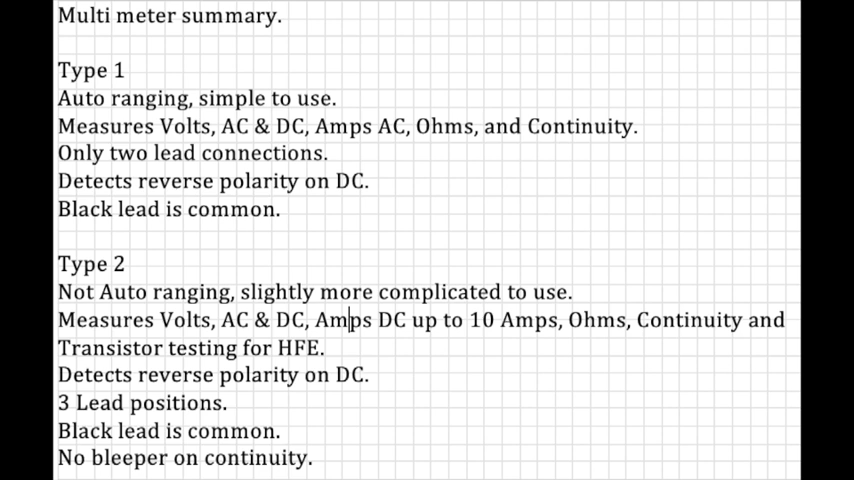 Multi meter summary.
Type 1
Auto ranging, simple to use.
Measures Volts, AC & DC, Amps AC, Ohms, and Continuity.
Only two lead connections.
Detects reverse polarity on DC.
Black lead is common.
Type 2
Not Auto ranging, slightly more complicated to use.
Measures Volts, AC & DC, Amps DC up to 10 Amps, Ohms, Continuity and
Transistor testing for HFE.
Detects reverse polarity on DC.
3 Lead positions.
Black lead is common.
No bleeper on continuity.